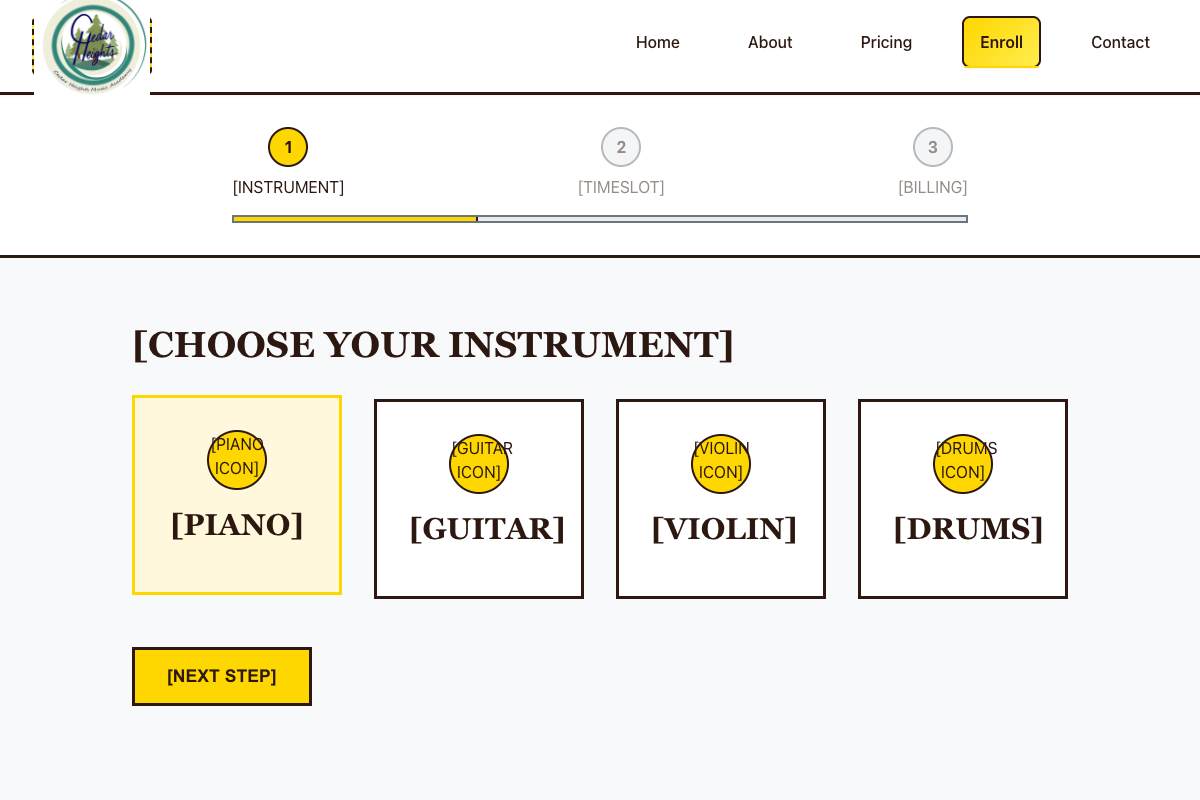 Cedar
Heights
Cedar Heights Music Academy
Home
About
Pricing
Enroll
Contact
1
2
3
[INSTRUMENT]
[TIMESLOT]
[BILLING]
[CHOOSE YOUR INSTRUMENT]
[PIANO
ICON]
[PIANO]
[GUITAR
ICON]
[GUITAR]
[VIOLIN
ICON]
[VIOLIN]
[DRUMS
ICON]
[DRUMS]
[NEXT STEP]